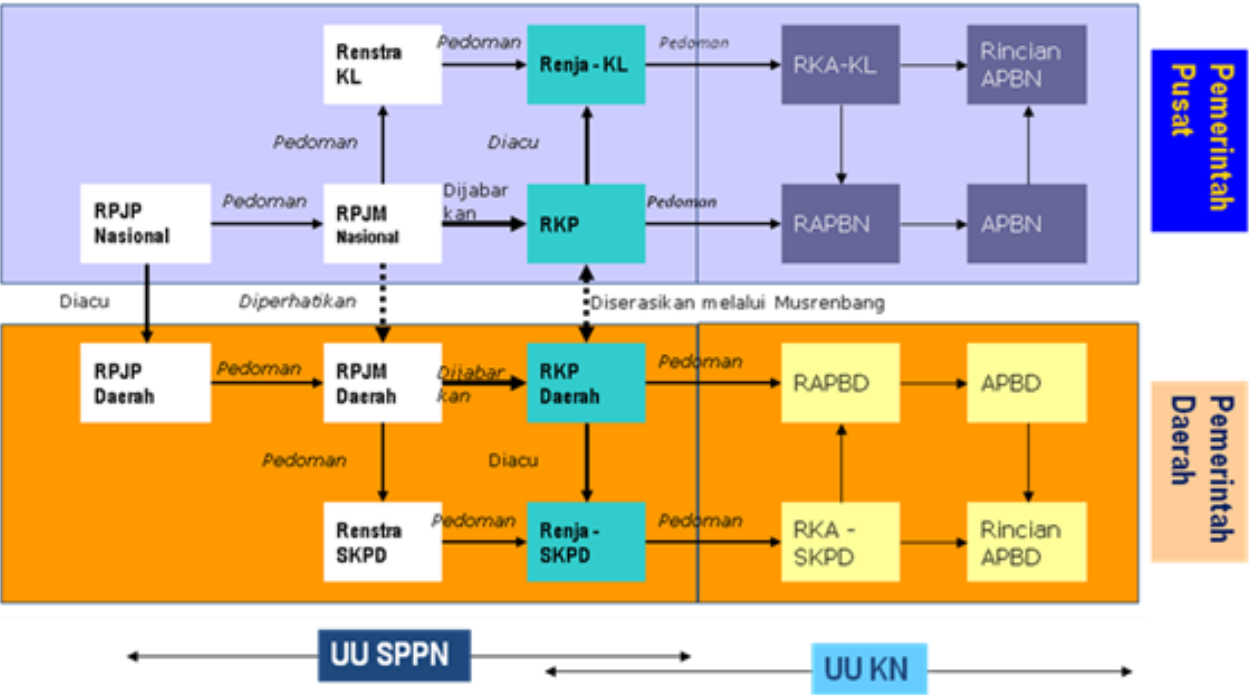 Renstra
KL
Pedoman
Renja - KL
Pedoman
RKA-KL
Rincian
APBN
Pemerintah
Pusat
Pedoman
Diacu
RPJP
Nasional
Pedoman
RPJM
Nasional
Dijabar
kan
RKP
Pedoman
RAPBN
APBN
Diacu
Diperhatikan
Diserasikan melalui Musrenbang
RPJP
Daerah
Pedoman
RPJM
Daerah
Dijabar
kan
RKP
Daerah
Pedoman
RAPBD
APBD
Pemerintah
Daerah
Pedoman
Diacu
Renstra
SKPD
Pedoman
Renja -
SKPD
Pedoman
RKA -
SKPD
Rincian
APBD
UU SPPN
UU KN